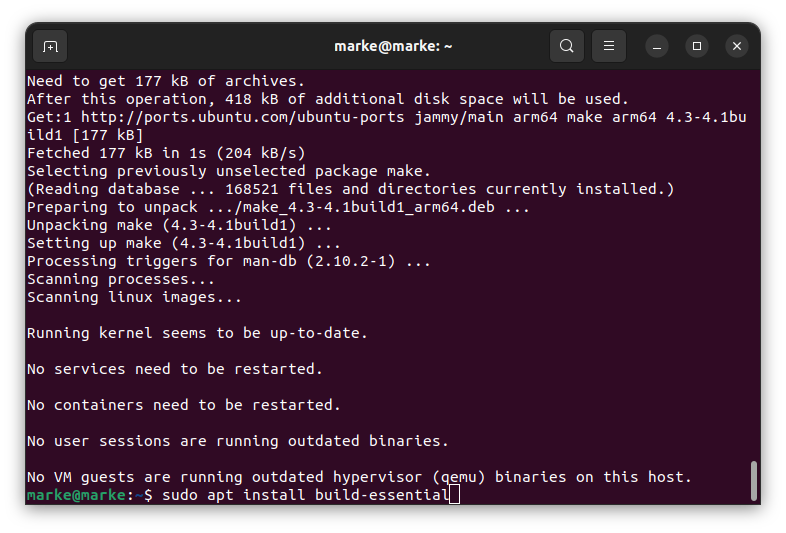 marke@marke: ~
Need to get 177 kB of archives.
After this operation, 418 kB of additional disk space will be used.
Get:1 http://ports.ubuntu.com/ubuntu-ports jammy/main arm64 make arm64 4.3-4.1bu
ild1 [177 kB]
Fetched 177 kB in 1s (204 kB/s)
Selecting previously unselected package make.
(Reading database ... 168521 files and directories currently installed.)
Preparing to unpack .../make_4.3-4.1build1_arm64.deb ...
Unpacking make (4.3-4.1build1) ...
Setting up make (4.3-4.1build1) ...
Processing triggers for man-db (2.10.2-1) ...
Scanning processes...
Scanning linux images...
Running kernel seems to be up-to-date.
No services need to be restarted.
No containers need to be restarted.
No user sessions are running outdated binaries.
No VM guests are running outdated hypervisor (qemu) binaries on this host.
marke@marke:~$ sudo apt install build-essential